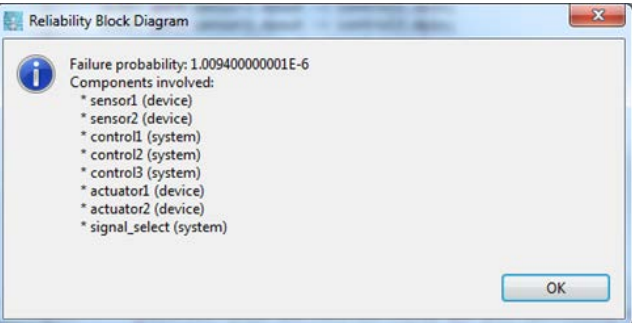 Reliability Block Diagram
Failure probability: 1.009400000001E-6
Components involved:
* sensor1 (device)
* sensor2 (device)
* control1 (system)
* control2 (system)
* control3 (system)
* actuator1 (device)
* actuator2 (device)
* signal_select (system)
OK